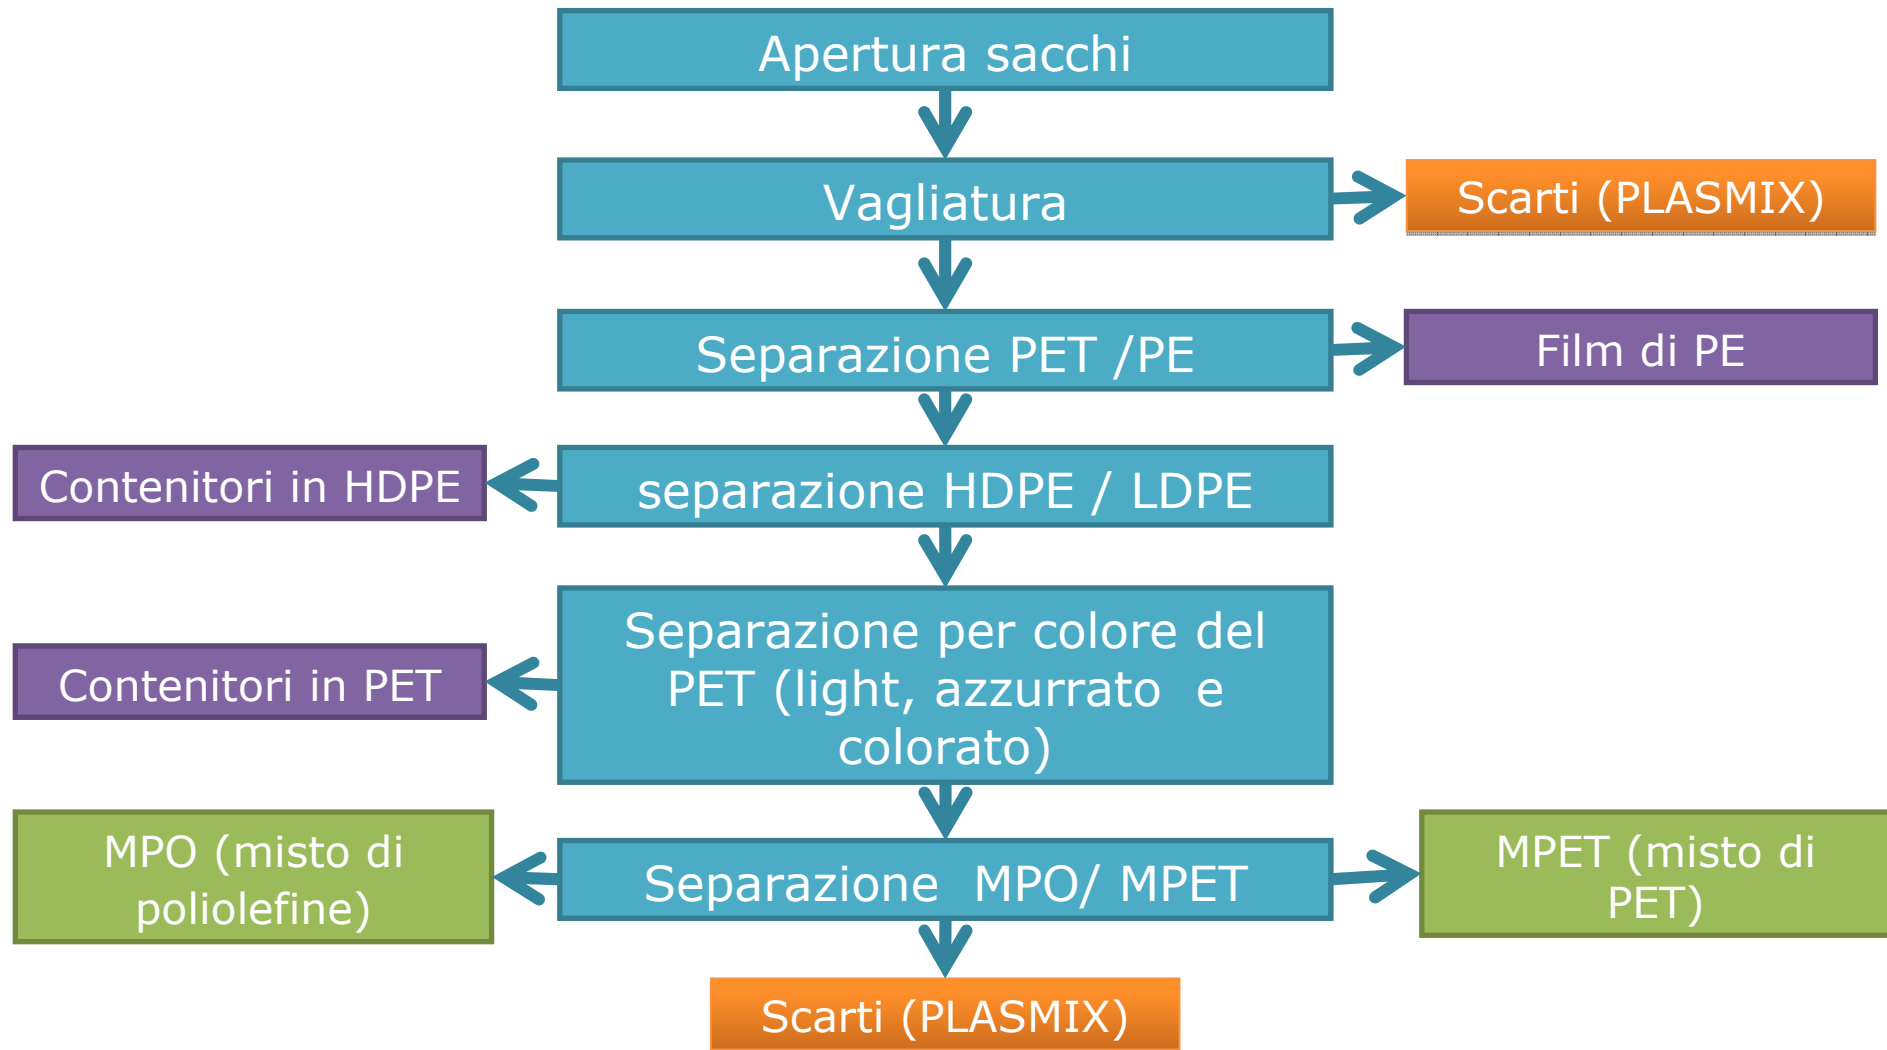 Apertura sacchi
Vagliatura
Scarti (PLASMIX)
Separazione PET /PE
Film di PE
Contenitori in HDPE
separazione HDPE / LDPE
Separazione per colore del
PET (light, azzurrato e
colorato)
Contenitori in PET
MPO (misto di
poliolefine)
Separazione MPO/ MPET
MPET (misto di
PET)
Scarti (PLASMIX)